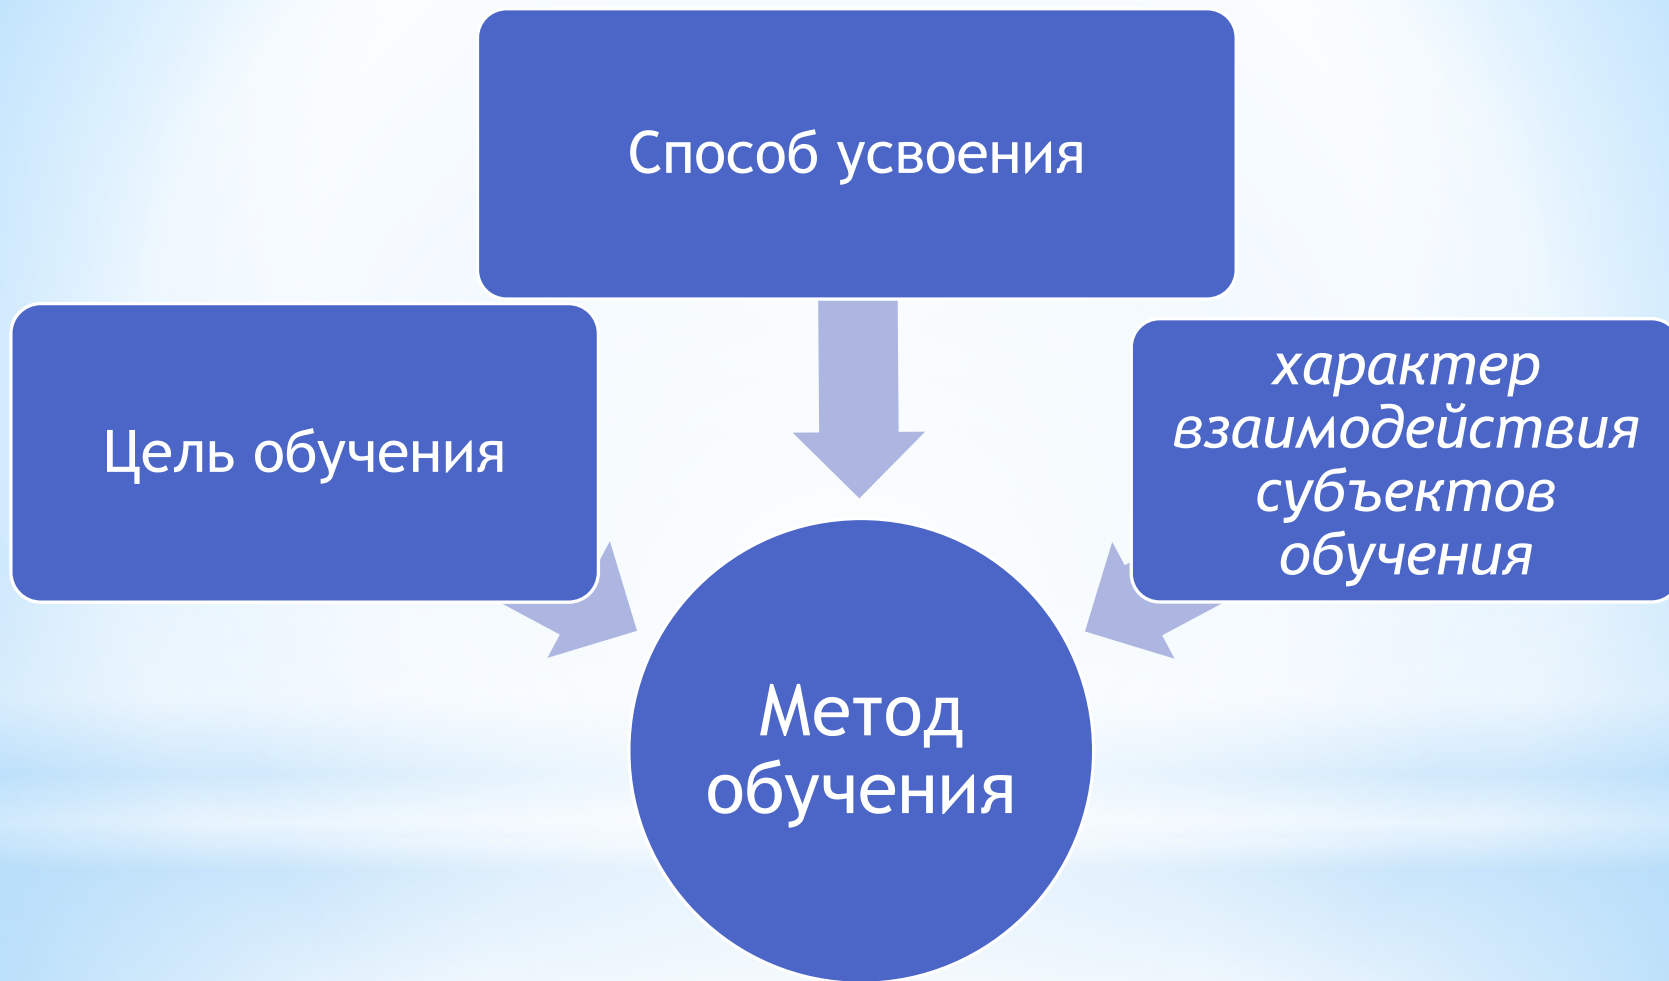 Способ усвоения
Цель обучения
характер
взаимодействия
субъектов
обучения
Метод
обучения